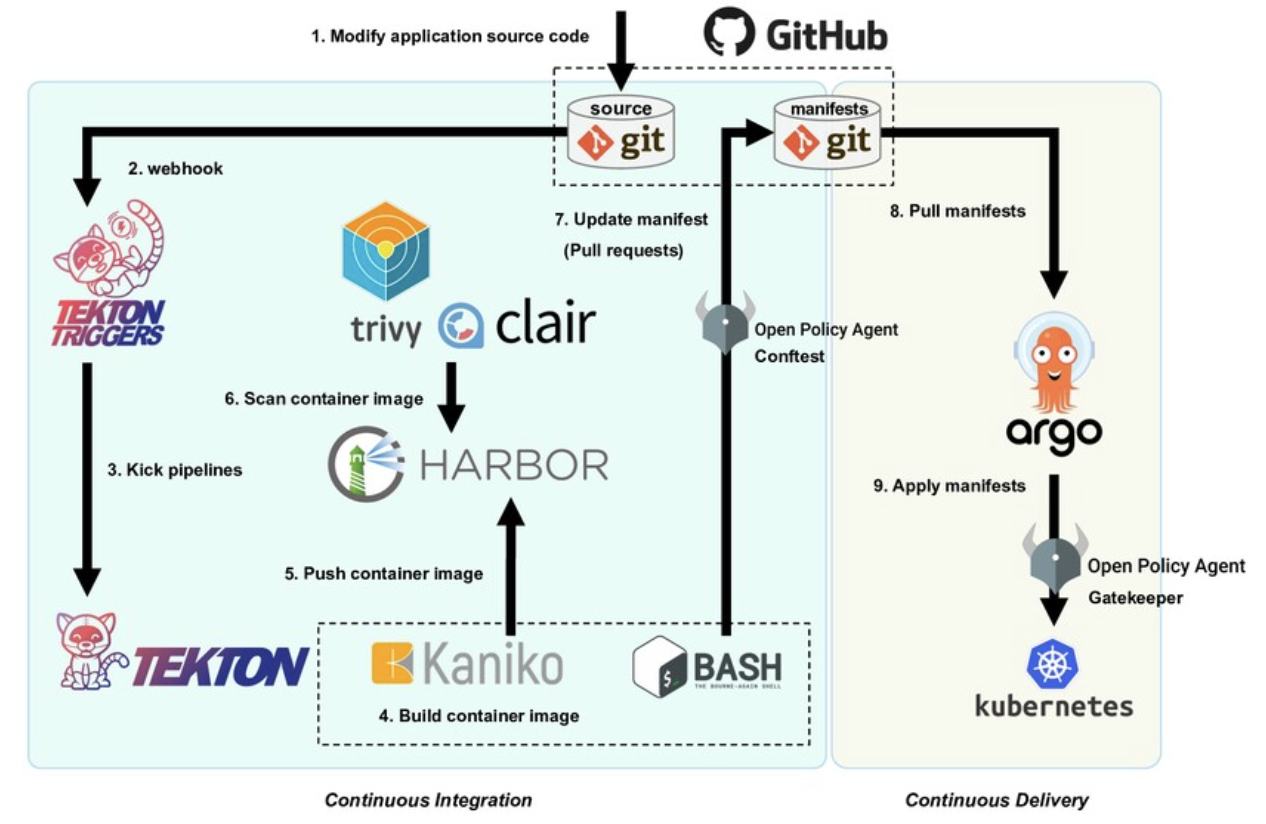 1. Modify application source code
GitHub
source
git
manifests
git
2. webhook
7. Update manifest
(Pull requests)
8. Pull manifests
TEKTON
TRIGGERS
trivy
clair
Open Policy Agent
Conftest
6. Scan container image
HARBOR
argo
3. Kick pipelines
9. Apply manifests
5. Push container image
Open Policy Agent
Gatekeeper
TEKTON
Kaniko
$_
BASH
THE BOURNE-AGAIN SHELL
4. Build container image
kubernetes
Continuous Integration
Continuous Delivery